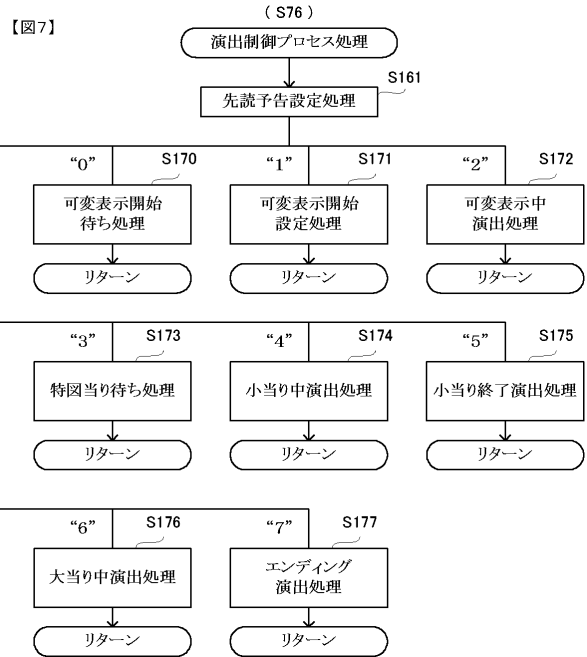 【図7】
(S76)
演出制御プロセス処理
S161
先読予告設定処理
“0”
S170
“1”
S171
“2”
S172
可変表示開始
待ち処理
可変表示開始
設定処理
可変表示中
演出処理
リターン
リターン
リターン
“3”
S173
“4”
S174
“5”
S175
特図当り待ち処理
小当り中演出処理
小当り終了演出処理
リターン
リターン
リターン
“6”
S176
“7”
S177
大当り中演出処理
エンディング
演出処理
リターン
リターン